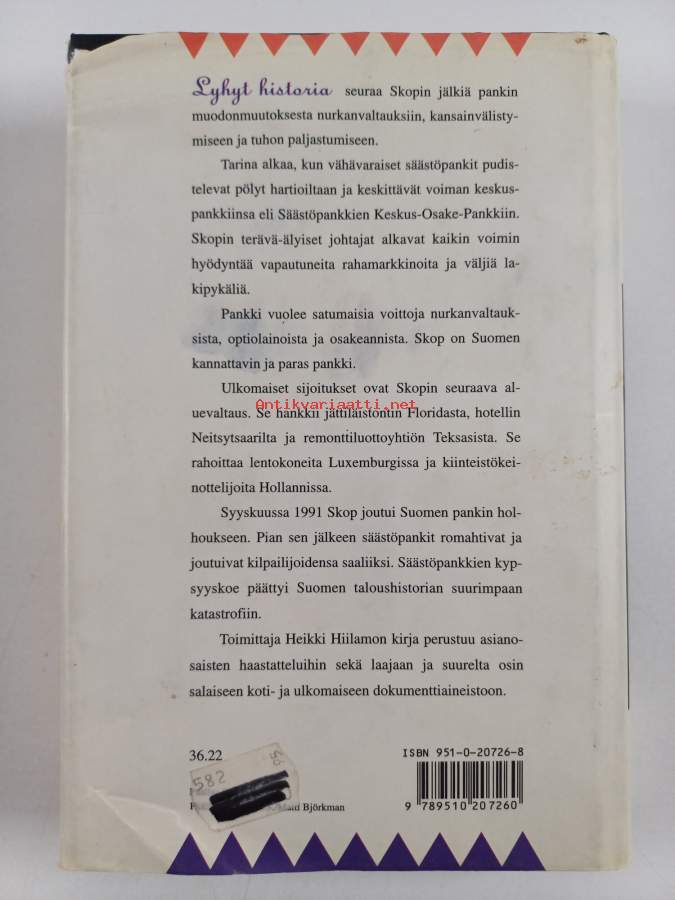 Lyhyt historia seuraa Skopin jälkiä pankin
muodonmuutoksesta nurkanvaltauksiin, kansainvälisty-
miseen ja tuhon paljastumiseen.
Tarina alkaa, kun vähävaraiset säästöpankit pudis-
televat pölyt hartioiltaan ja keskittävät voiman keskus-
pankkiinsa eli Säästöpankkien Keskus-Osake-Pankkiin.
Skopin terävä-älyiset johtajat alkavat kaikin voimin
hyödyntää vapautuneita rahamarkkinoita ja väljiä la-
kipykäliä.
Pankki vuolee satumaisia voittoja nurkanvaltauk-
sista, optiolainoista ja osakeannista. Skop on Suomen
kannattavin ja paras pankki.
Ulkomaiset sijoitukset ovat Skopin seuraava al-
uevaltaus. Se hankkii jättiläistontin Floridasta, hotellin
Antikvariaatti.net
Neitsytsaarilta ja remonttiluottoyhtiön Teksasista. Se
rahoittaa lentokoneita Luxemburgissa ja kiinteistökei-
nottelijoita Hollannissa.
Syyskuussa 1991 Skop joutui Suomen pankin hol-
houkseen. Pian sen jälkeen säästöpankit romahtivat ja
joutuivat kilpailijoidensa saaliiksi. Säästöpankkien kyp-
syyskoe päättyi Suomen taloushistorian suurimpaan
katastrofiin.
Toimittaja Heikki Hiilamon kirja perustuu asiano-
saisten haastatteluihin sekä laajaan ja suurelta osin
salaiseen koti- ja ulkomaiseen dokumenttiaineistoon.
36.22
ISBN 951-0-20726-8
582
Björkman
9 789510 207260